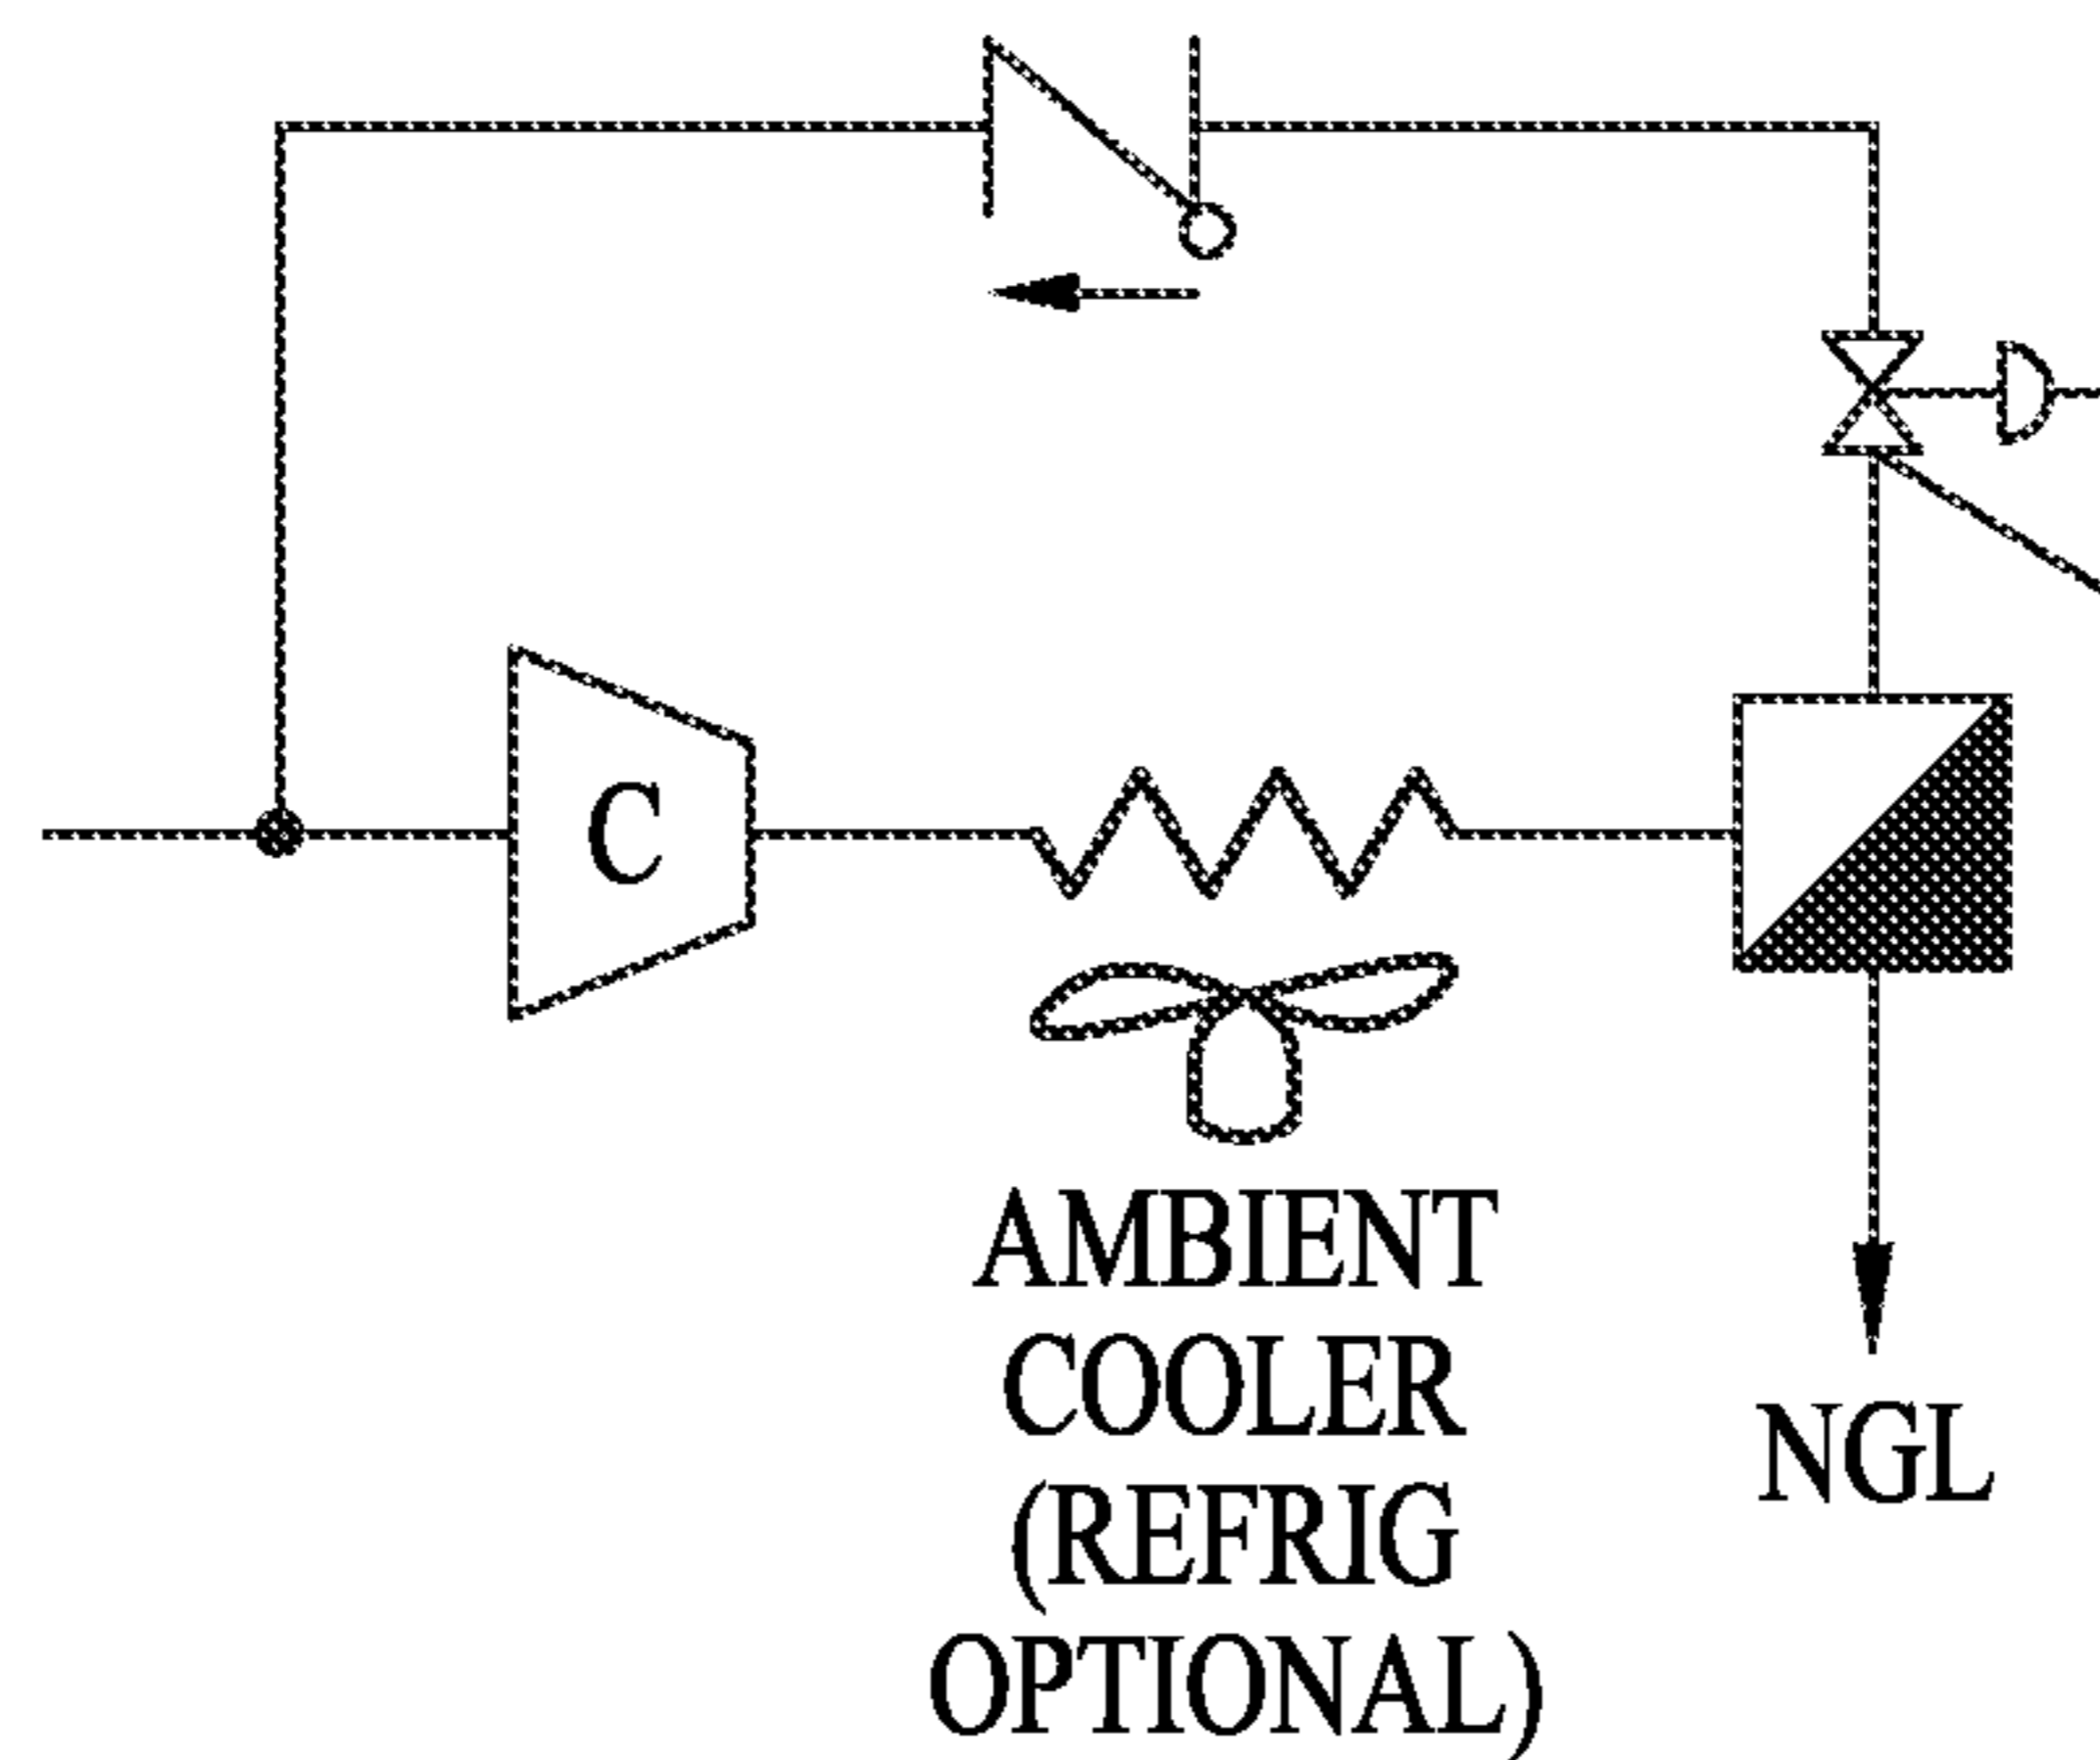 C
AMBIENT
COOLER
(REFRIG
OPTIONAL)
NGL